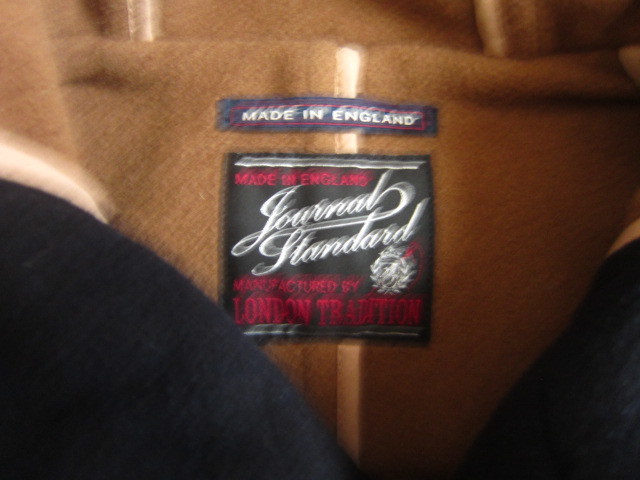 MADE IN ENGLAND
MADE IN ENGLAND
Journal
Standard
MANUFACTURED BY
LONDON TRADITION